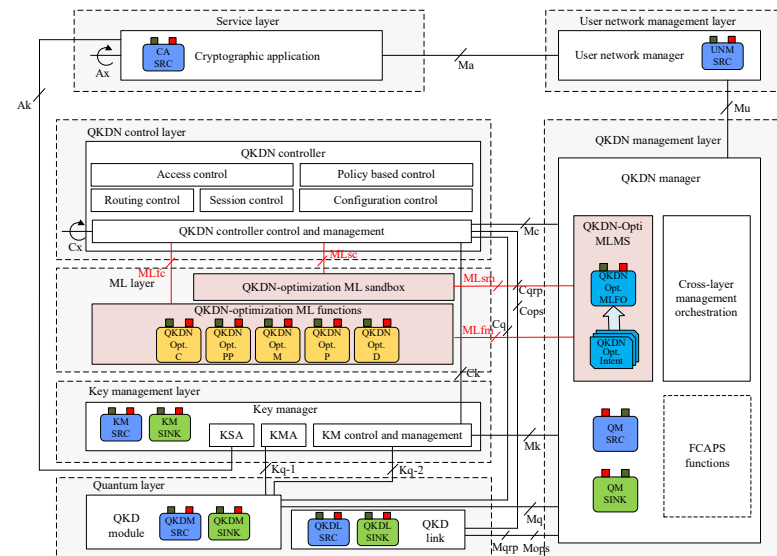 Service layer
CA
SRC
Cryptographic application
Ax
Ak
Ma
User network management layer
User network manager
UNM
SRC
Mu
QKDN control layer
QKDN controller
Access control
Policy based control
Routing control
Session control
Configuration control
QKDN controller control and management
Cx
Mc
MLfc
MLsc
ML layer
QKDN-optimization ML sandbox
QKDN-optimization ML functions
QKDN
Opt.
C
QKDN
Opt.
PP
QKDN
Opt.
M
QKDN
Opt.
P
QKDN
Opt.
D
MLsm
Cqrp
Cops
Cq
MLfm
Ck
Key management layer
Key manager
KM
SRC
KM
SINK
KSA
KMA
KM control and management
Mk
Kq-1
Kq-2
Quantum layer
QKD
module
QKDM
SRC
QKDM
SINK
QKDL
SRC
QKDL
SINK
QKD
link
Mq
Mqrp
Mops
QKDN management layer
QKDN manager
QKDN-Opti
MLMS
QKDN
Opt.
MLFO
QKDN
Opt.
Intent
Cross-layer
management
orchestration
QM
SRC
QM
SINK
FCAPS
functions